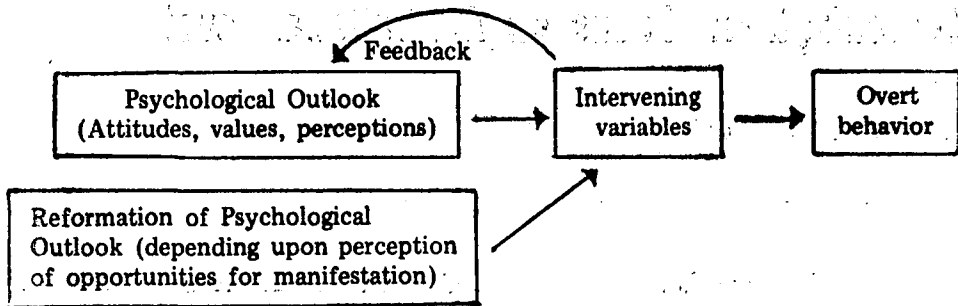 Feedback
Psychological Outlook
(Attitudes, values, perceptions)
Intervening
variables
Overt
behavior
Reformation of Psychological
Outlook (depending upon perception
of opportunities for manifestation)